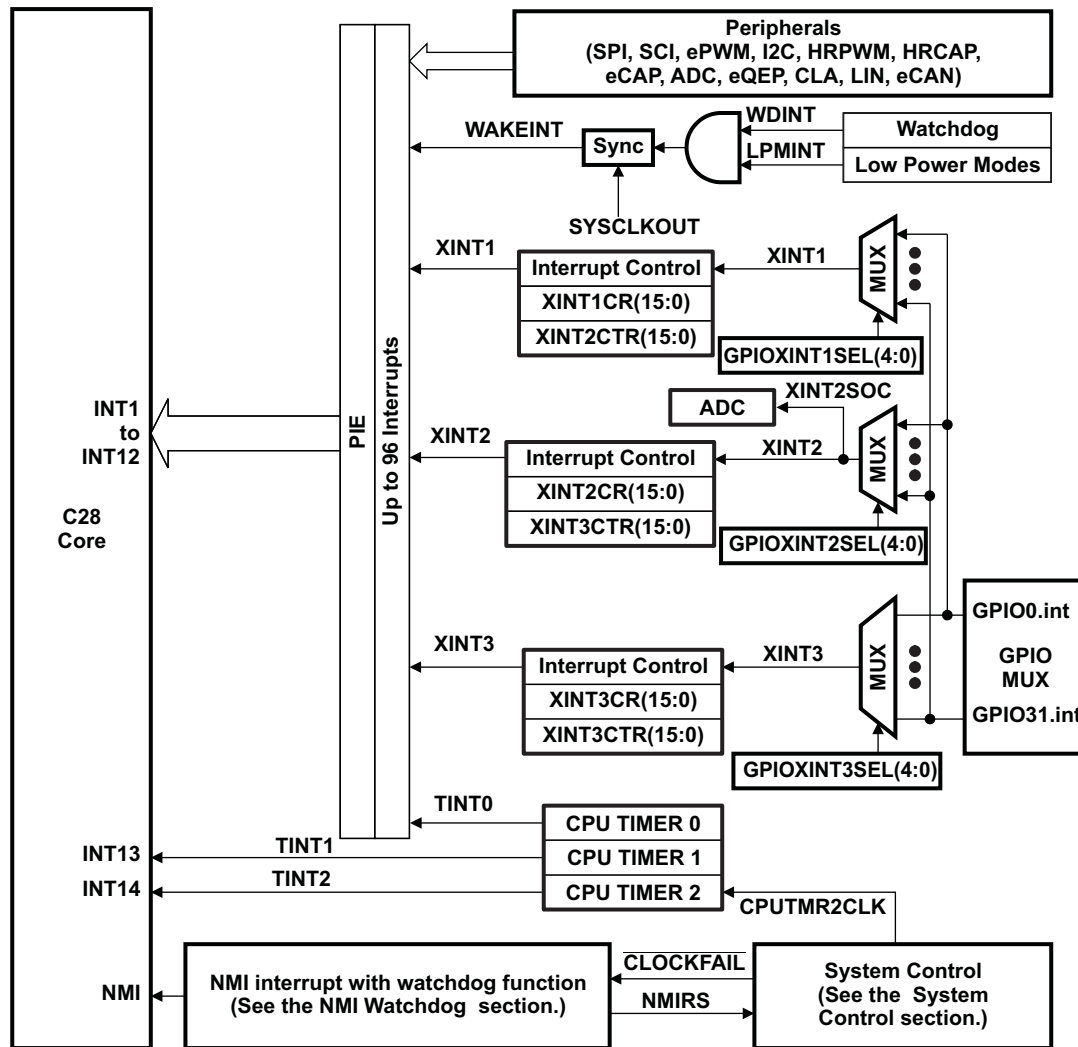 Peripherals
(SPI, SCI, ePWM, I2C, HRPWM, HRCAP,
eCAP, ADC, eQEP, CLA, LIN, eCAN)
WAKEINT
Sync
WDINT
LPMINT
Watchdog
Low Power Modes
SYSCLKOUT
XINT1
Interrupt Control
XINT1CR(15:0)
XINT2CTR(15:0)
XINT1
MUX
GPIOXINT1SEL(4:0)
INT1
to
INT12
C28
Core
PIE
Up to 96 Interrupts
ADC
XINT2SOC
XINT2
Interrupt Control
XINT2CR(15:0)
XINT3CTR(15:0)
XINT2
MUX
GPIOXINT2SEL(4:0)
XINT3
Interrupt Control
XINT3CR(15:0)
XINT3CTR(15:0)
XINT3
MUX
GPIOXINT3SEL(4:0)
GPIO0.int
GPIO
MUX
GPIO31.int
TINT0
CPU TIMER 0
INT13
TINT1
CPU TIMER 1
INT14
TINT2
CPU TIMER 2
CPUTMR2CLK
NMI
NMI interrupt with watchdog function
(See the NMI Watchdog section.)
CLOCKFAIL
NMIRS
System Control
(See the System
Control section.)